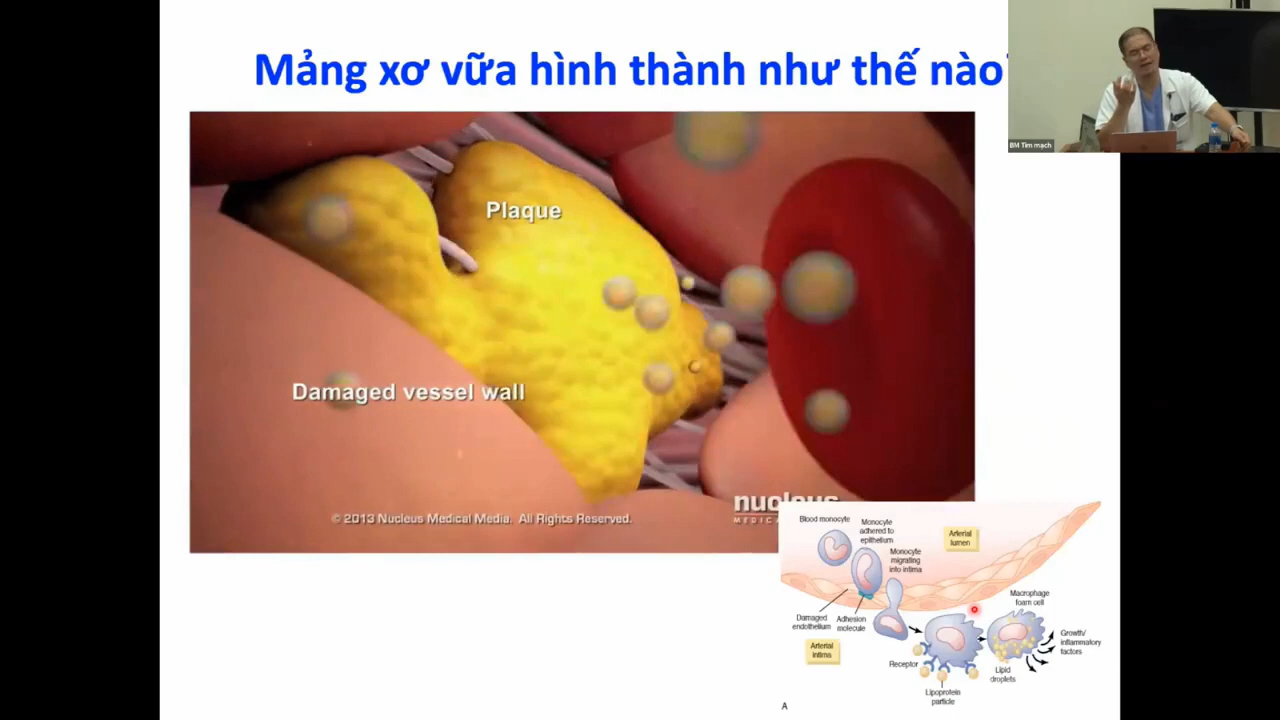 Mảng xơ vữa hình thành như thế nào
BM Tim mạch
Plaque
Damaged vessel wall
© 2013 Nucleus Medical Media. All Rights Reserved.
nucleus
Blood monocyte
Monocyte
adhered to
epithelium
Monocyte
migrating
into intima
Arterial
lumen
Macrophage
foam cell
Damaged
endothelium
Adhesion
molecule
Arterial
intima
Growth/
inflammatory
factors
Receptor
Lipid
droplets
Lipoprotein
particle
A